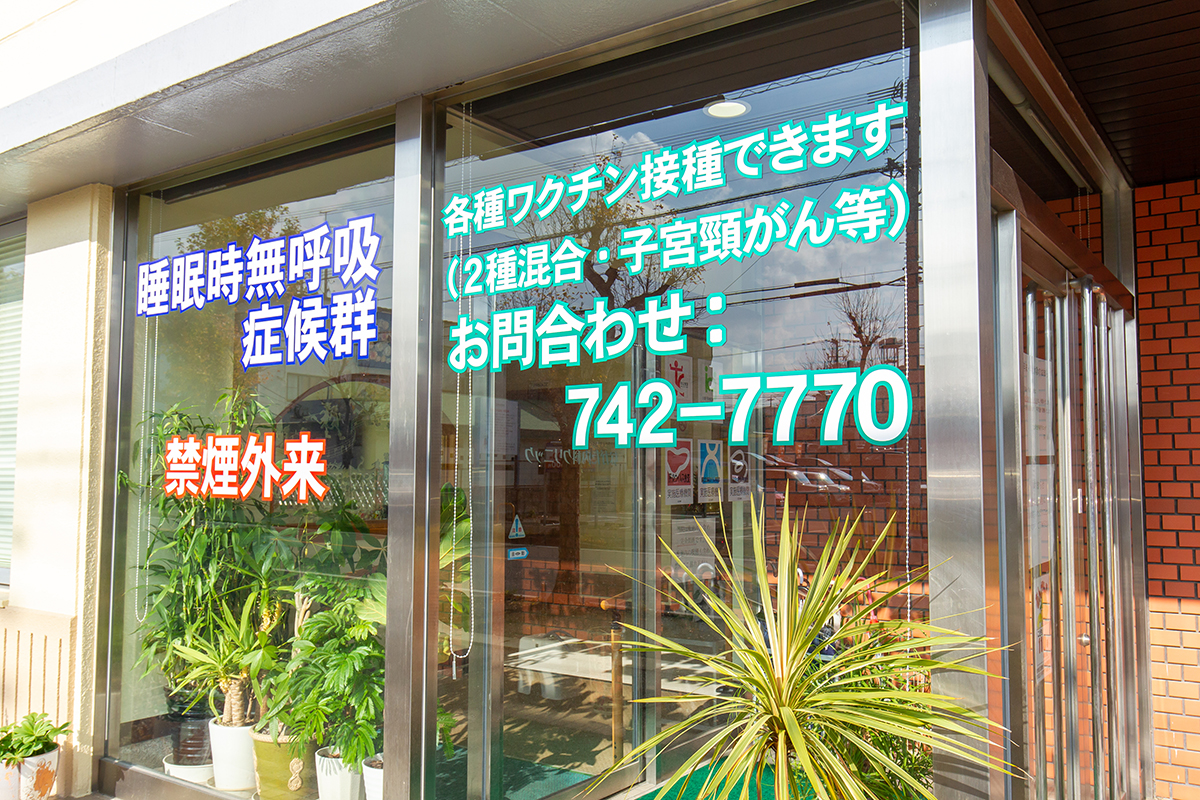 睡眠時無呼吸
症候群
禁煙外来
各種ワクチン接種できます
(2種混合・子宮頸がん等)
お問合わせ:
742-7770